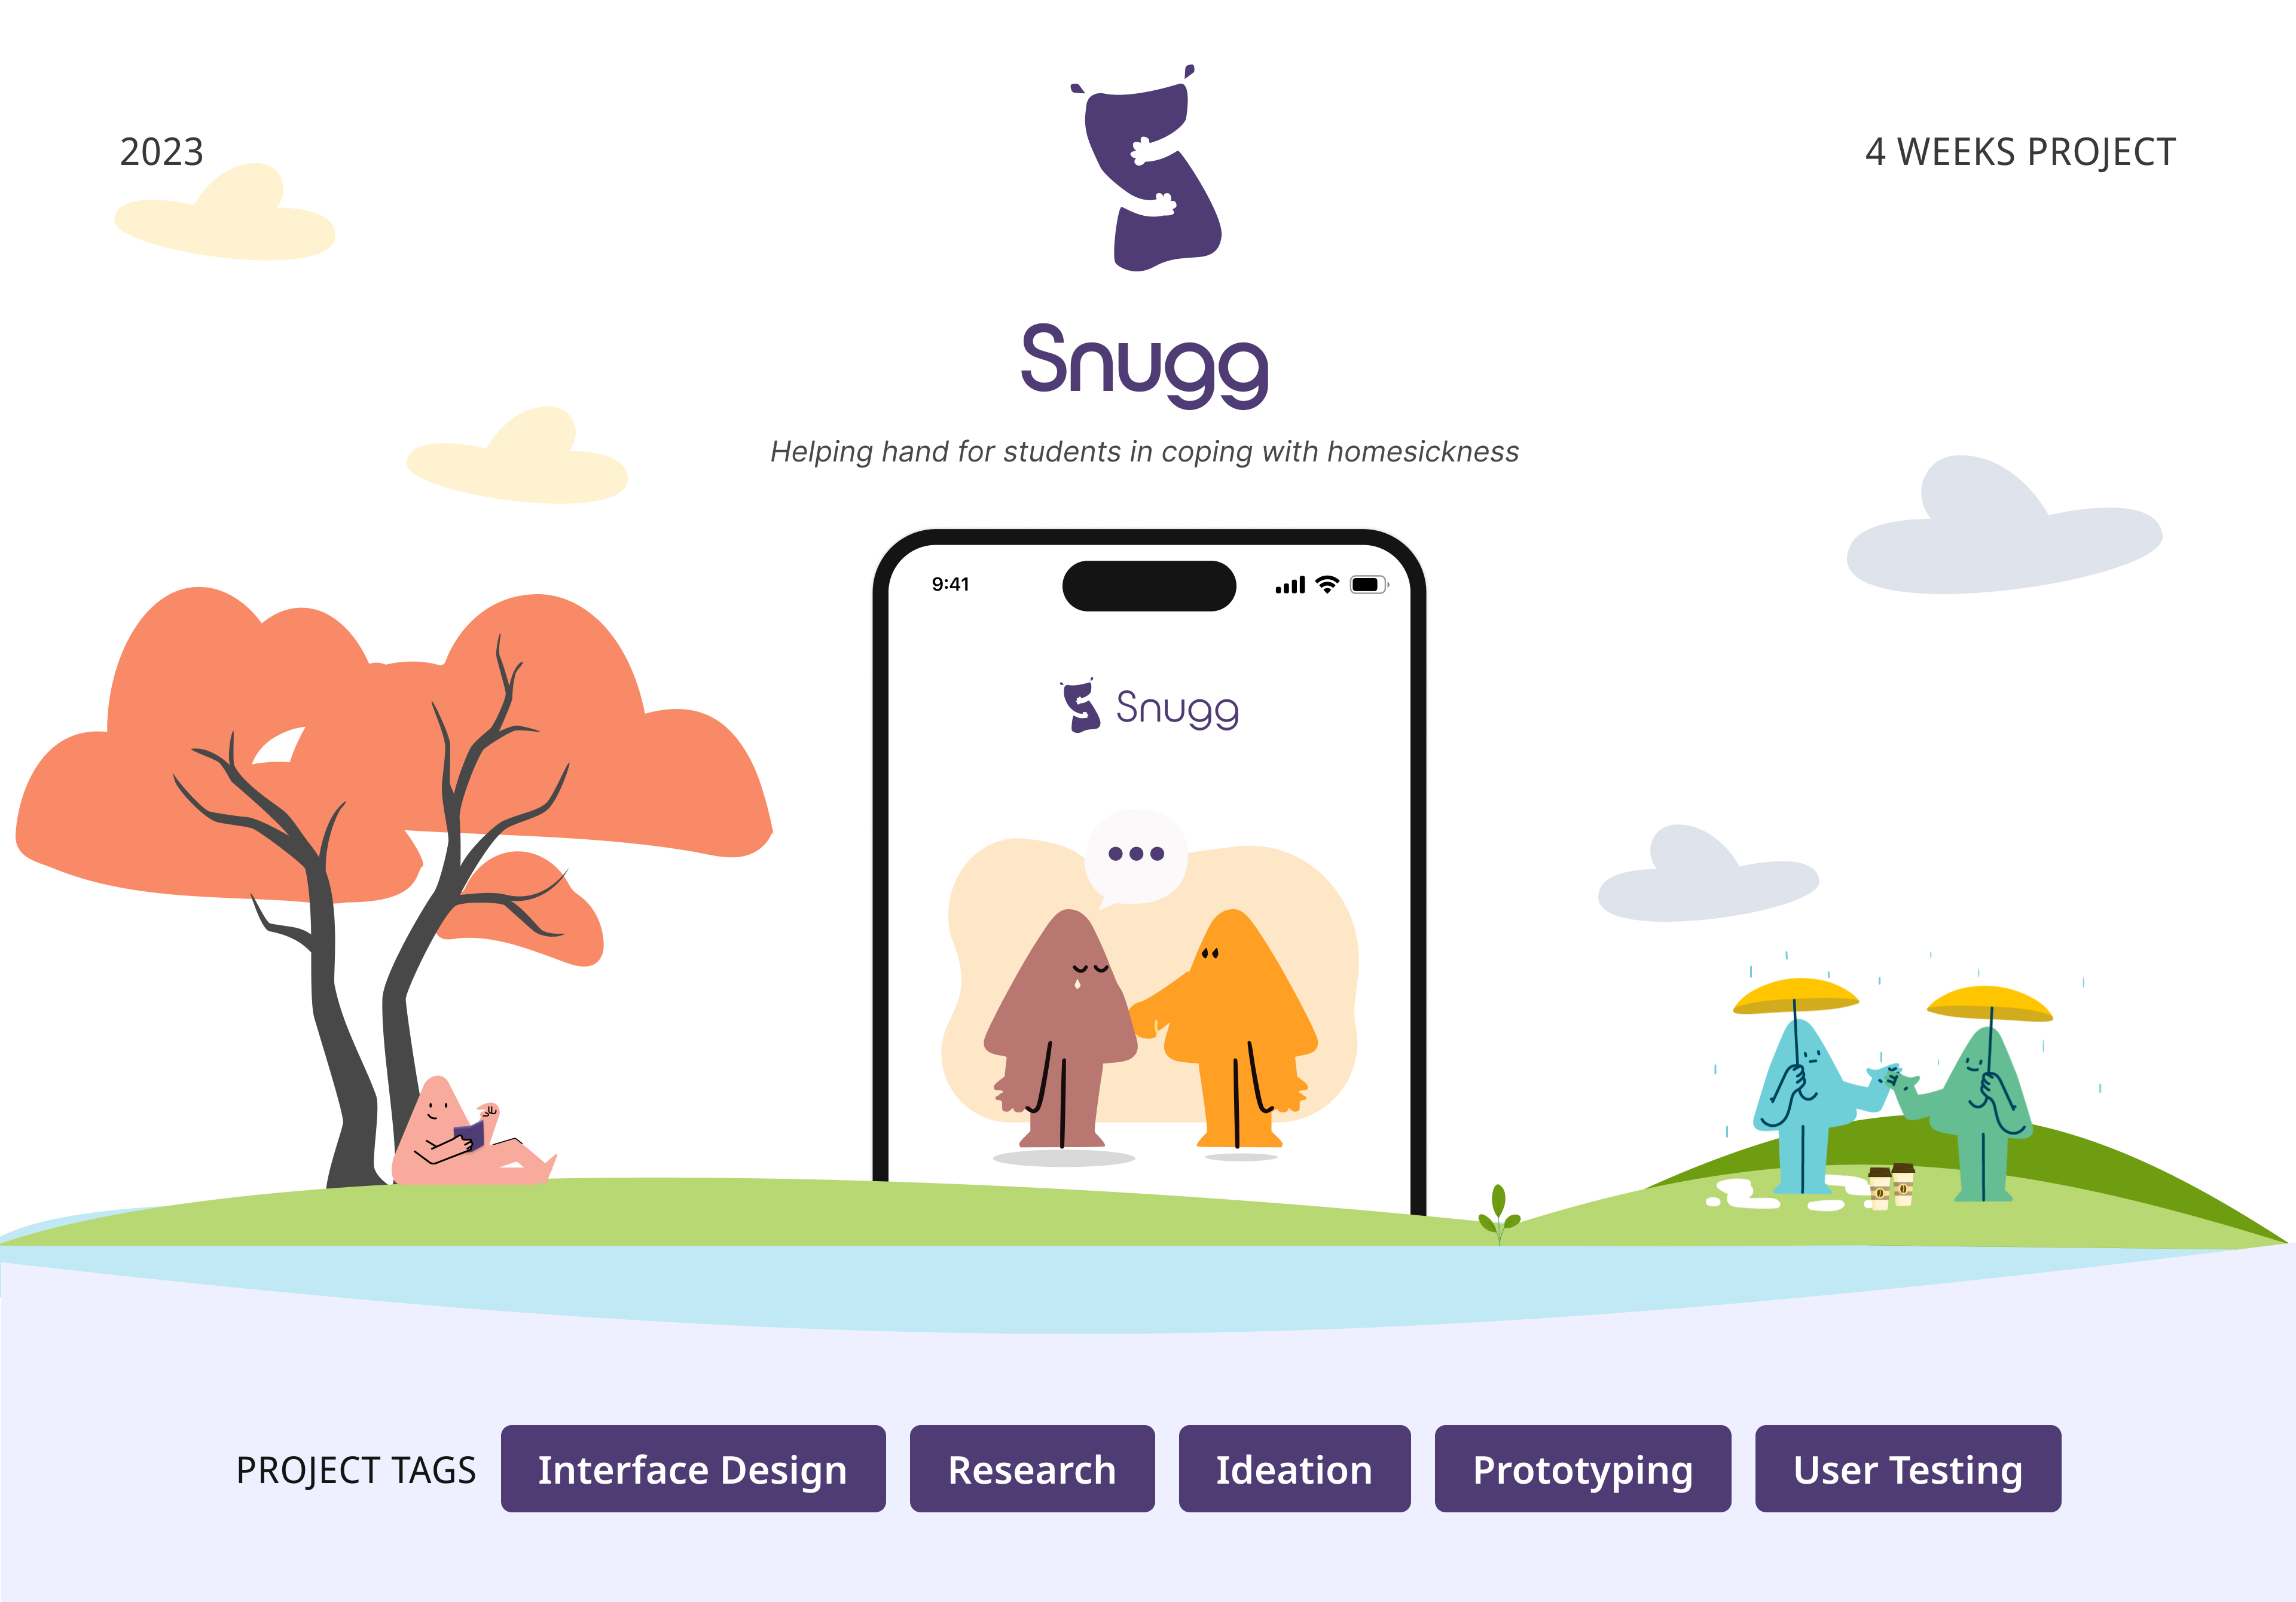 2023
4 WEEKS PROJECT
Snugg
Helping hand for students in coping with homesickness
9:41
Snugg
PROJECT TAGS
Interface Design
Research
Ideation
Prototyping
User Testing